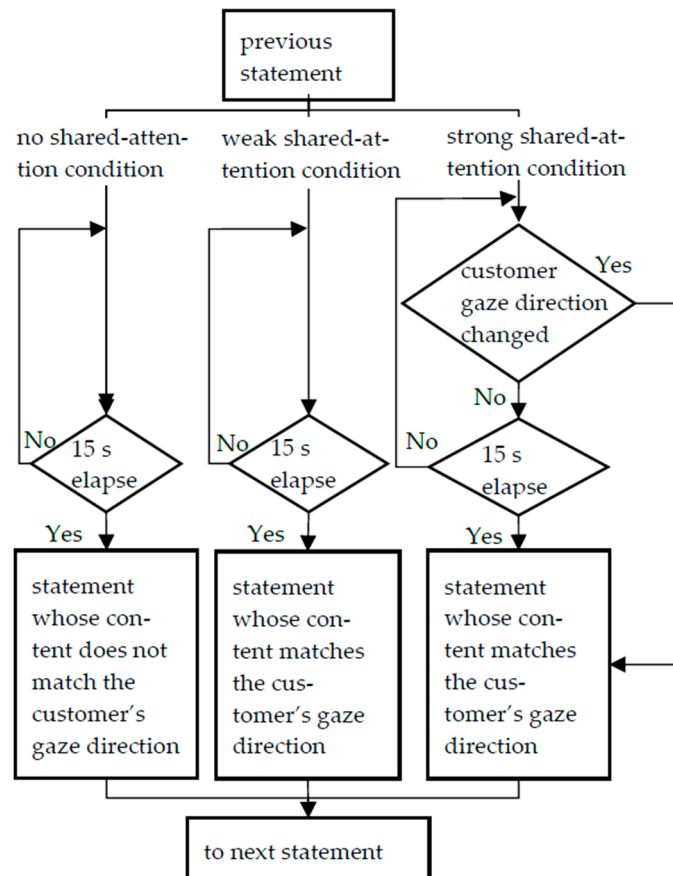 previous
statement
no shared-atten-
tion condition
weak shared-at-
tention condition
strong shared-at-
tention condition
customer
gaze direction
changed
Yes
No
No
15 s
elapse
No
15 s
elapse
No
15 s
elapse
Yes
Yes
Yes
statement
whose con-
tent does not
match the
customer's
gaze direction
statement
whose con-
tent matches
the cus-
tomer's gaze
direction
statement
whose con-
tent matches
the cus-
tomer's gaze
direction
to next statement